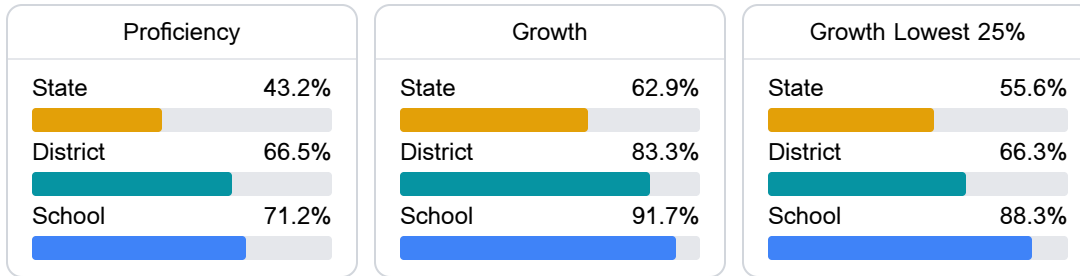 Proficiency
State 43.2%
District 66.5%
School 71.2%
Growth
State 62.9%
District 83.3%
School 91.7%
Growth Lowest 25%
State 55.6%
District 66.3%
School 88.3%